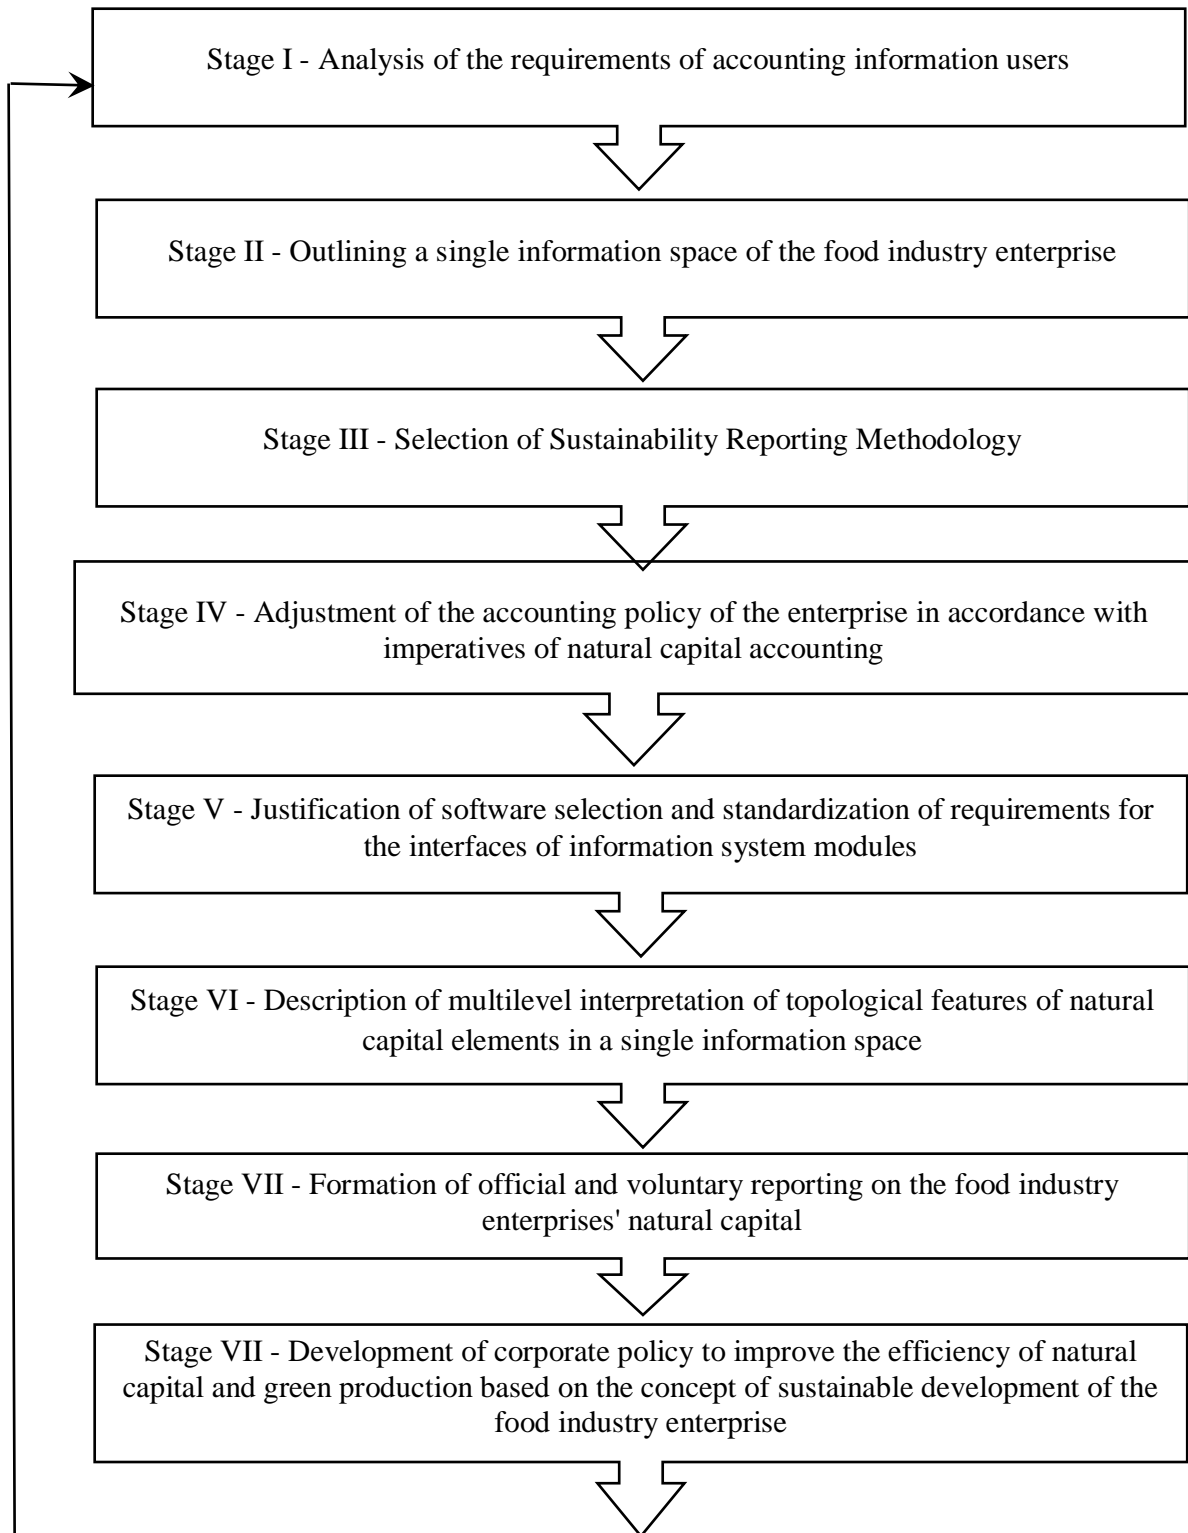 Stage I - Analysis of the requirements of accounting information users
Stage II - Outlining a single information space of the food industry enterprise
Stage III - Selection of Sustainability Reporting Methodology
Stage IV - Adjustment of the accounting policy of the enterprise in accordance with
imperatives of natural capital accounting
Stage V - Justification of software selection and standardization of requirements for
the interfaces of information system modules
Stage VI - Description of multilevel interpretation of topological features of natural
capital elements in a single information space
Stage VII - Formation of official and voluntary reporting on the food industry
enterprises' natural capital
Stage VII - Development of corporate policy to improve the efficiency of natural
capital and green production based on the concept of sustainable development of the
food industry enterprise